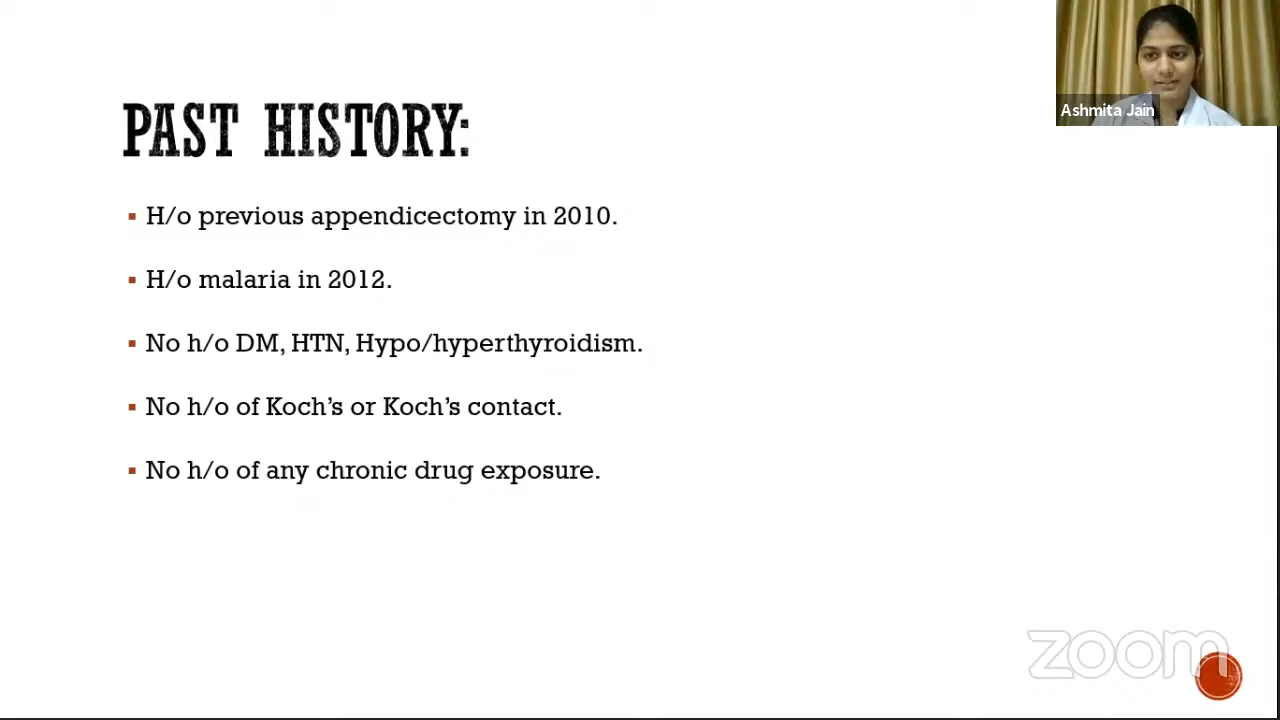 Ashmita Jain
PAST HISTORY:
H/o previous appendicectomy in 2010.
H/o malaria in 2012.
No h/o DM, HTN, Hypo/hyperthyroidism.
No h/o of Koch's or Koch's contact.
No h/o of any chronic drug exposure.
zoom